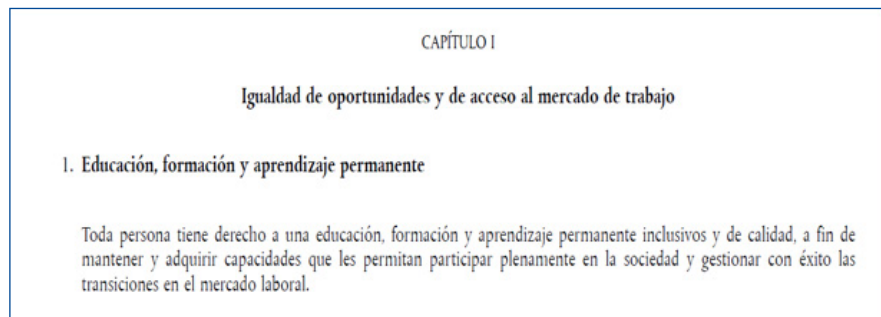 CAPÍTULO I
Igualdad de oportunidades y de acceso al mercado de trabajo
1. Educación, formación y aprendizaje permanente
Toda persona tiene derecho a una educación, formación y aprendizaje permanente inclusivos y de calidad, a fin de
mantener y adquirir capacidades que les permitan participar plenamente en la sociedad y gestionar con éxito las
transiciones en el mercado laboral.